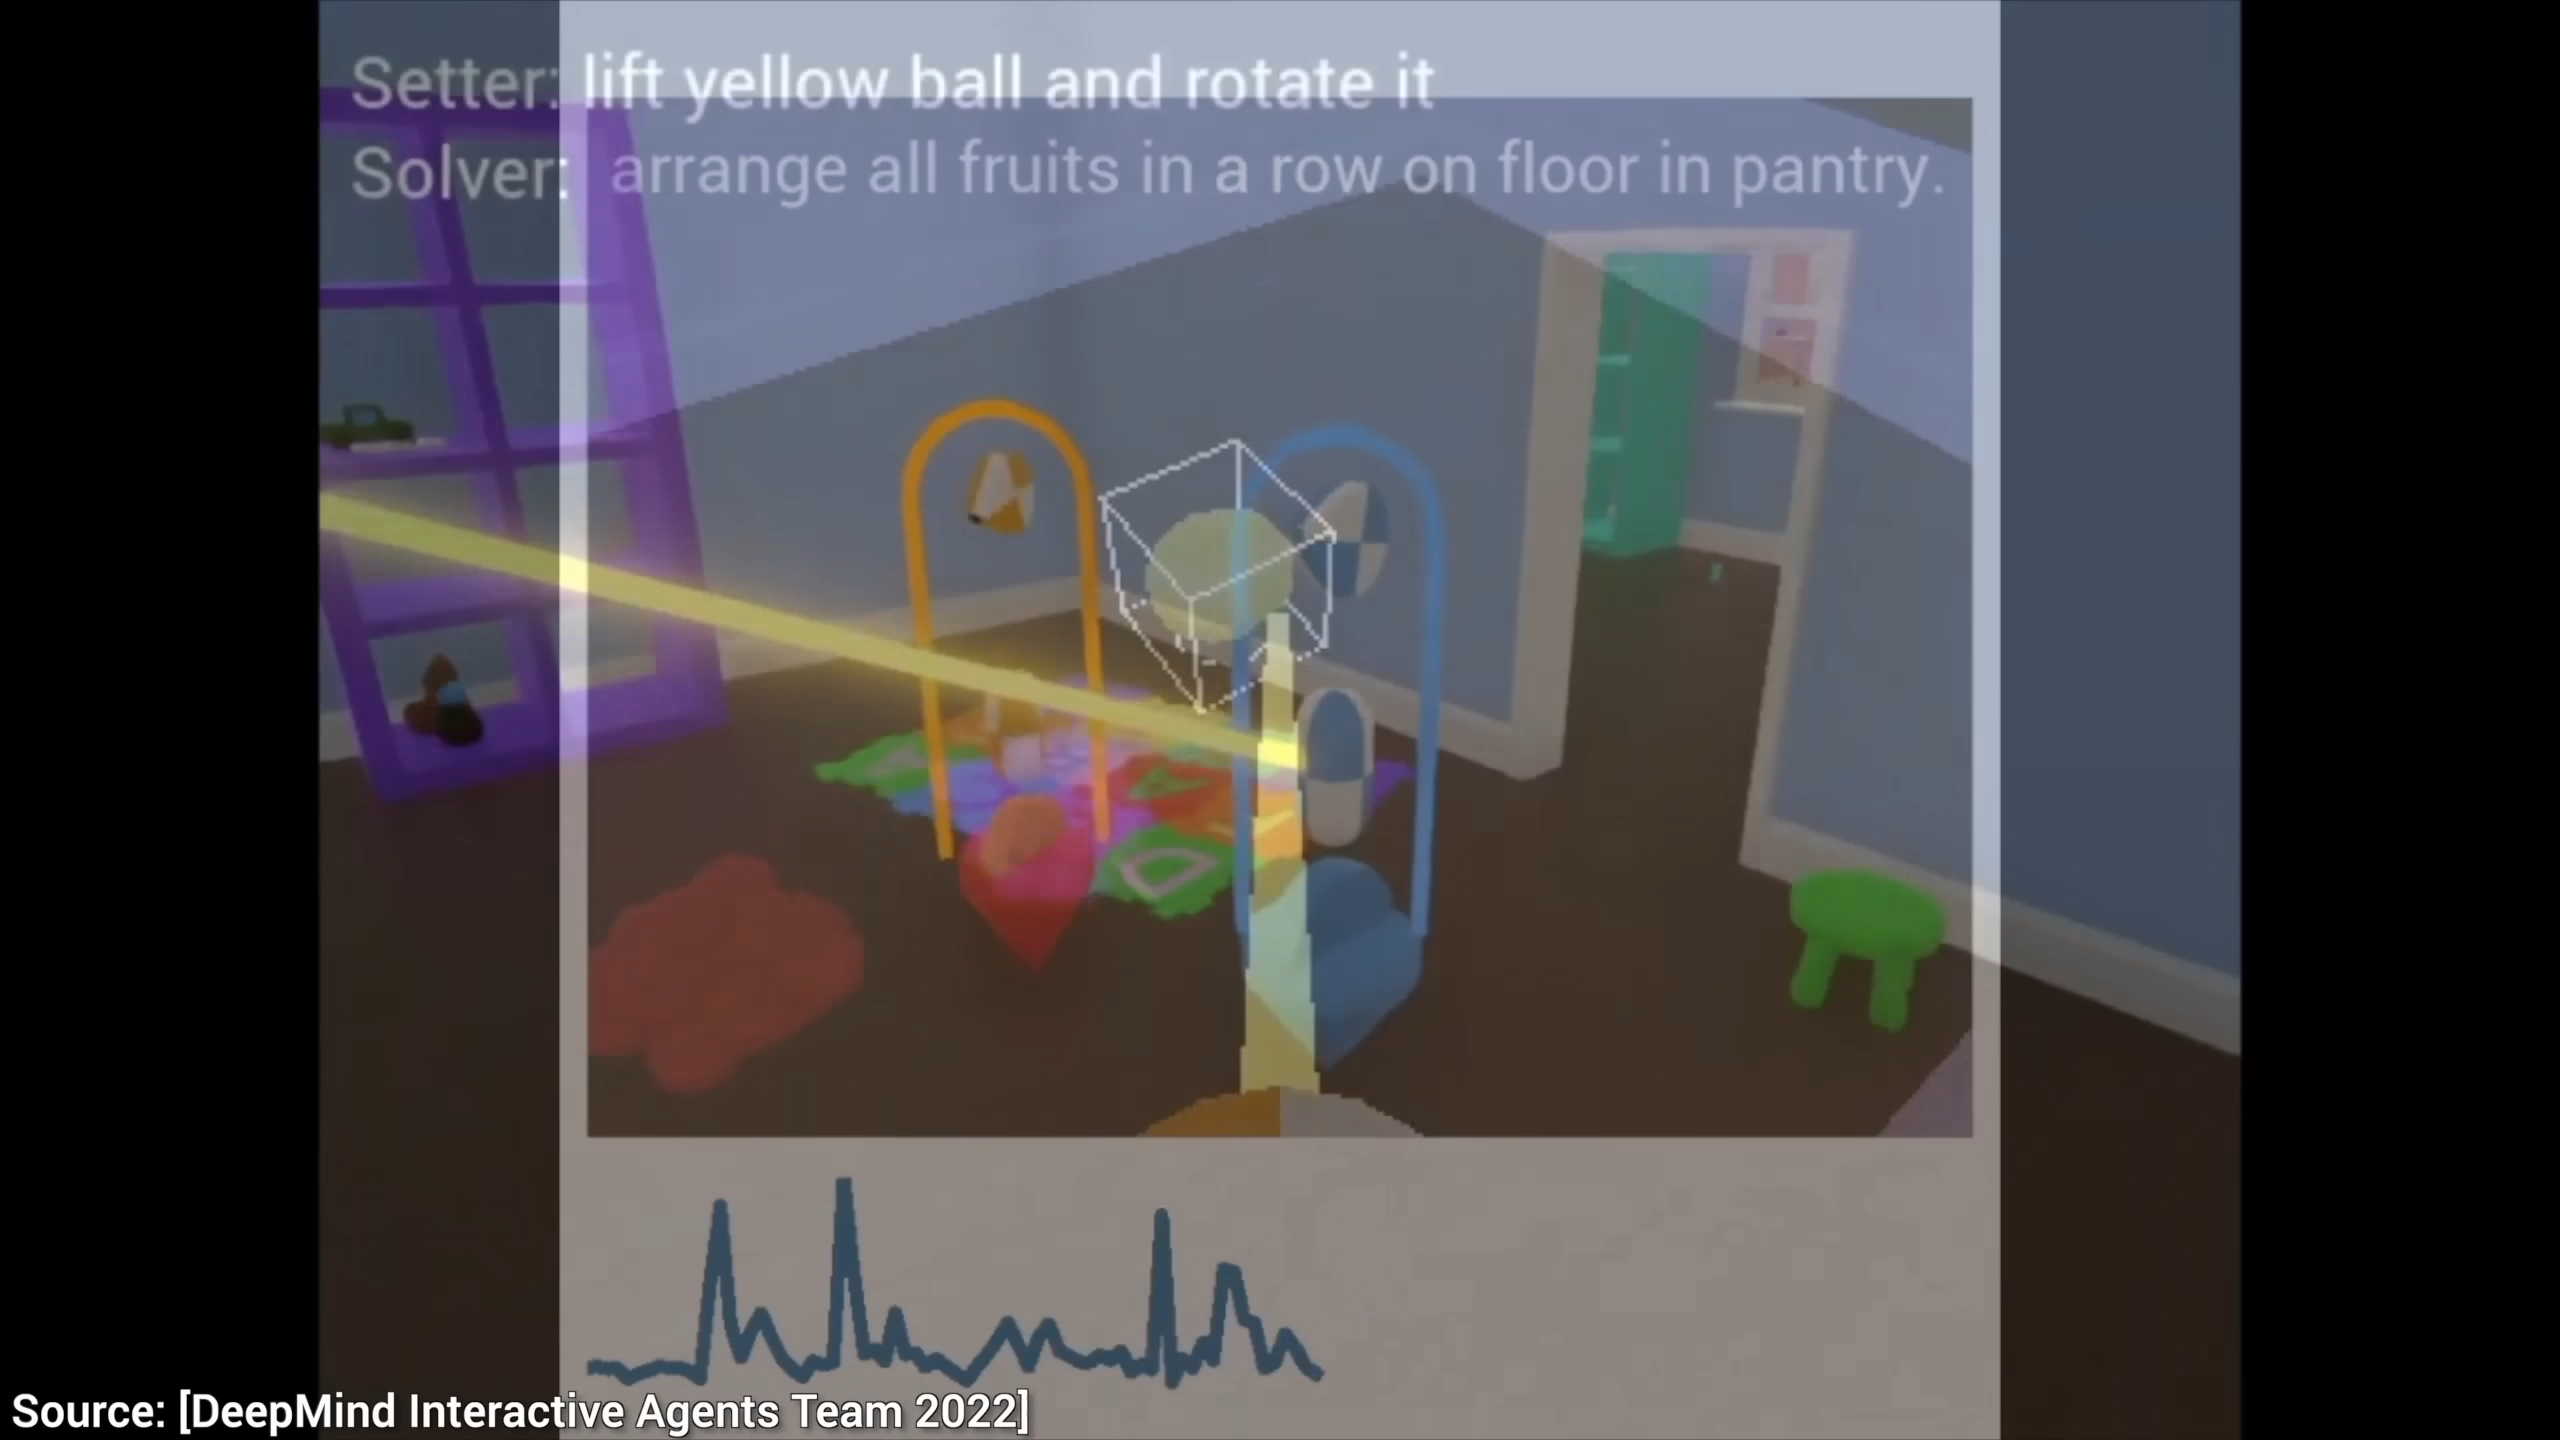 Setter: lift yellow ball and rotate it
Solver: arrange all fruits in a row on floor in pantry.
Source: [DeepMind Interactive Agents Team 2022]